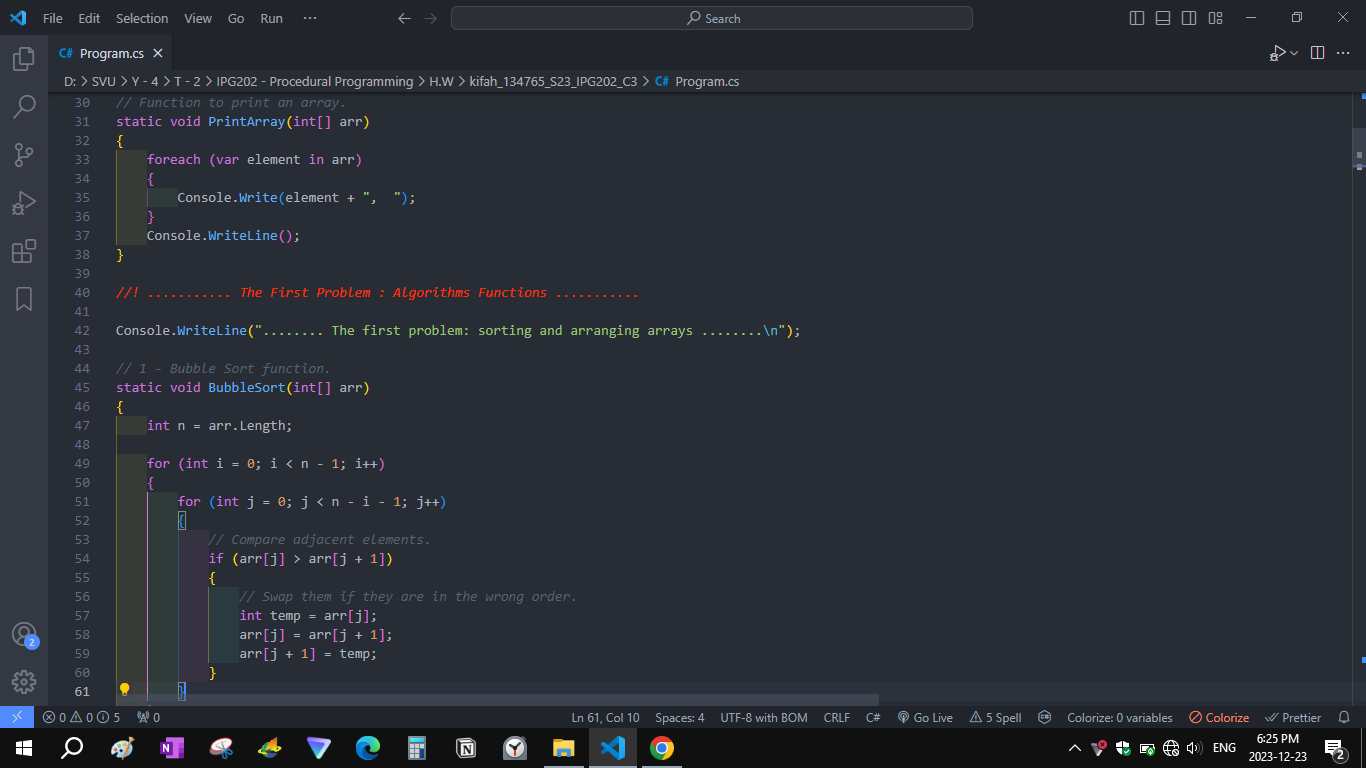 File Edit Selection View Go Run ··· Search
C# Program.cs
D: > SVU > Y - 4 > T - 2 > IPG202 - Procedural Programming > H.W > kifah_134765_S23_IPG202_C3 > C# Program.cs
30 // Function to print an array.
31 static void PrintArray(int[] arr)
32 {
33 foreach (var element in arr)
34 {
35 Console.Write(element + ",  ");
36 }
37 Console.WriteLine();
38 }
39
40 //! ........... The First Problem : Algorithms Functions ...........
41
42 Console.WriteLine("........ The first problem: sorting and arranging arrays ........\n");
43
44 // 1 - Bubble Sort function.
45 static void BubbleSort(int[] arr)
46 {
47 int n = arr.Length;
48
49 for (int i = 0; i < n - 1; i++)
50 {
51 for (int j = 0; j < n - i - 1; j++)
52 {
53 // Compare adjacent elements.
54 if (arr[j] > arr[j + 1])
55 {
56 // Swap them if they are in the wrong order.
57 int temp = arr[j];
58 arr[j] = arr[j + 1];
59 arr[j + 1] = temp;
60 }
61 }
2
0 0 5 0 Ln 61, Col 10 Spaces: 4 UTF-8 with BOM CRLF C# Go Live 5 Spell Colorize: 0 variables Colorize Prettier
ENG 6:25 PM
2023-12-23 2